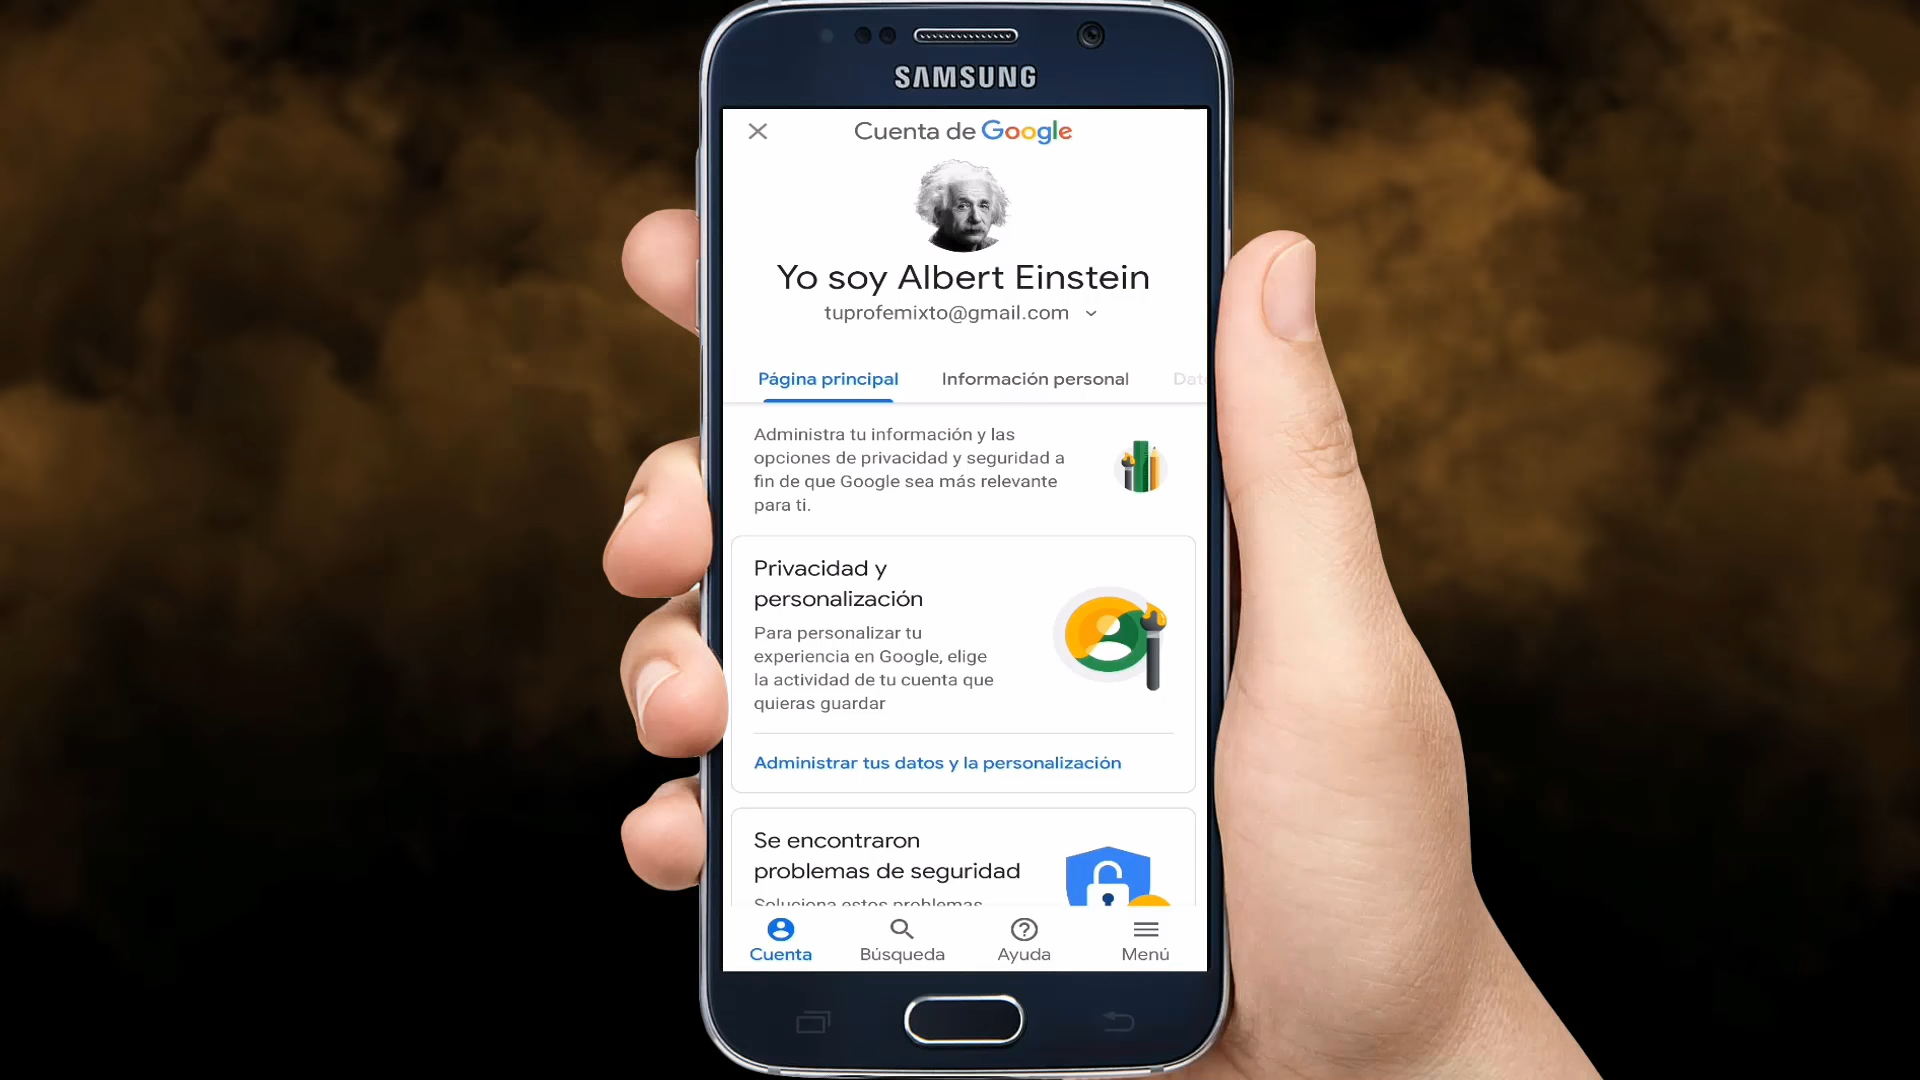 SAMSUNG
Cuenta de Google
Yo soy Albert Einstein
tuprofemixto@gmail.com
Página principal
Información personal
Dat
Administra tu información y las
opciones de privacidad y seguridad a
fin de que Google sea más relevante
para ti.
Privacidad y
personalización
Para personalizar tu
experiencia en Google, elige
la actividad de tu cuenta que
quieras guardar
Administrar tus datos y la personalización
Se encontraron
problemas de seguridad
Soluciona estos problemas
Cuenta
Búsqueda
Ayuda
Menú